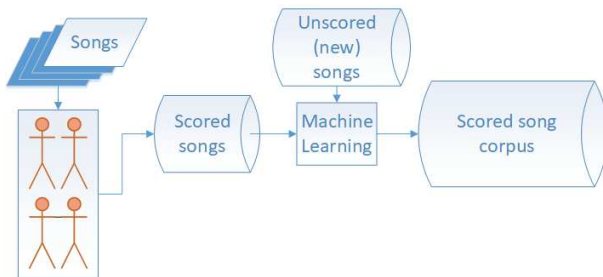 Songs
Unscored
(new)
songs
Scored
songs
Machine
Learning
Scored song
corpus